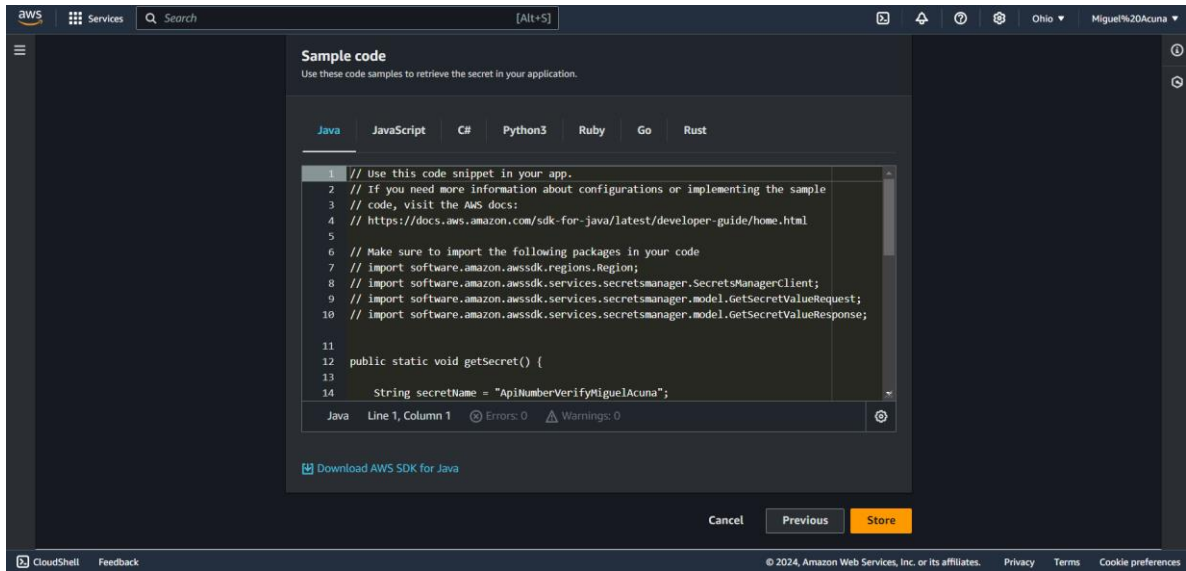 aws Services Search [Alt+S] Ohio Miguel%20Acuna
Sample code
Use these code samples to retrieve the secret in your application.
Java JavaScript C# Python3 Ruby Go Rust
1 // Use this code snippet in your app.
2 // If you need more information about configurations or implementing the sample
3 // code, visit the AWS docs:
4 // https://docs.aws.amazon.com/sdk-for-java/latest/developer-guide/home.html
5
6 // Make sure to import the following packages in your code
7 // import software.amazon.awssdk.regions.Region;
8 // import software.amazon.awssdk.services.secretsmanager.SecretsManagerClient;
9 // import software.amazon.awssdk.services.secretsmanager.model.GetSecretValueRequest;
10 // import software.amazon.awssdk.services.secretsmanager.model.GetSecretValueResponse;
11
12 public static void getSecret() {
13
14 String secretName = "ApiNumberVerifyMiguelAcuna";
Java Line 1, Column 1 Errors: 0 Warnings: 0
Download AWS SDK for Java
Cancel Previous Store
CloudShell Feedback © 2024, Amazon Web Services, Inc. or its affiliates. Privacy Terms Cookie preferences